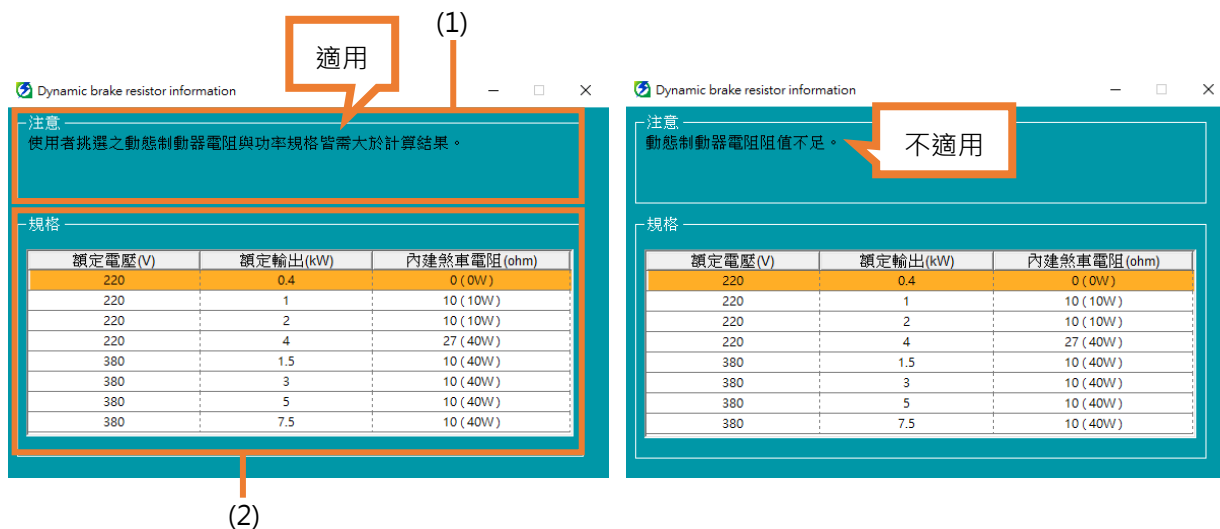 (1)
適用
Dynamic brake resistor information
注意
使用者挑選之動態制動器電阻與功率規格皆需大於計算結果。
規格
額定電壓(V) 額定輸出(kW) 內建煞車電阻(ohm)
220 0.4 0 ( 0W )
220 1 10 ( 10W )
220 2 10 ( 10W )
220 4 27 ( 40W )
380 1.5 10 ( 40W )
380 3 10 ( 40W )
380 5 10 ( 40W )
380 7.5 10 ( 40W )
(2)
Dynamic brake resistor information
注意
動態制動器電阻阻值不足。
不適用
規格
額定電壓(V) 額定輸出(kW) 內建煞車電阻(ohm)
220 0.4 0 ( 0W )
220 1 10 ( 10W )
220 2 10 ( 10W )
220 4 27 ( 40W )
380 1.5 10 ( 40W )
380 3 10 ( 40W )
380 5 10 ( 40W )
380 7.5 10 ( 40W )